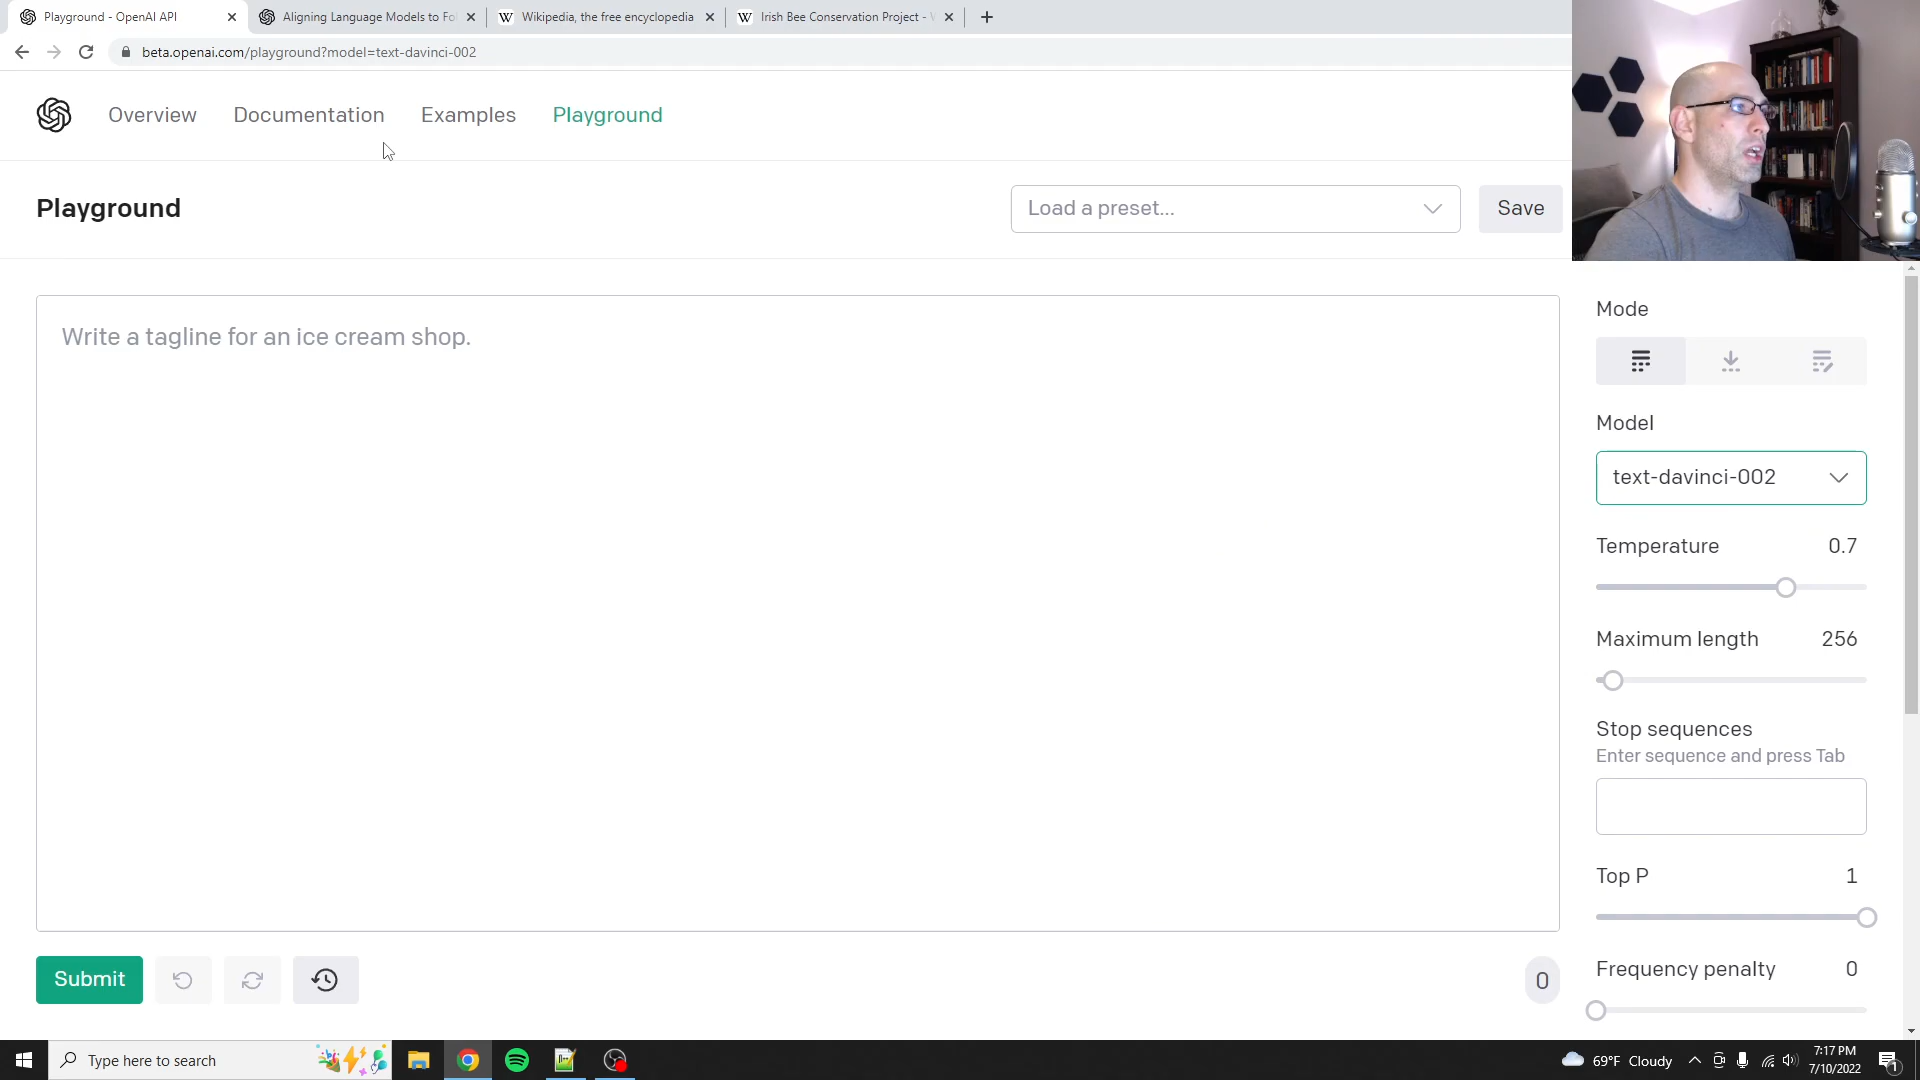 Playground - OpenAI API
Aligning Language Models to Fo
Wikipedia, the free encyclopedia
Irish Bee Conservation Project -
beta.openai.com/playground?model=text-davinci-002
Overview
Documentation
Examples
Playground
Playground
Load a preset...
Save
Write a tagline for an ice cream shop.
Mode
Model
text-davinci-002
Temperature 0.7
Maximum length 256
Stop sequences
Enter sequence and press Tab
Top P 1
Frequency penalty 0
Submit
0
Type here to search
69°F Cloudy
7:17 PM
7/10/2022
1